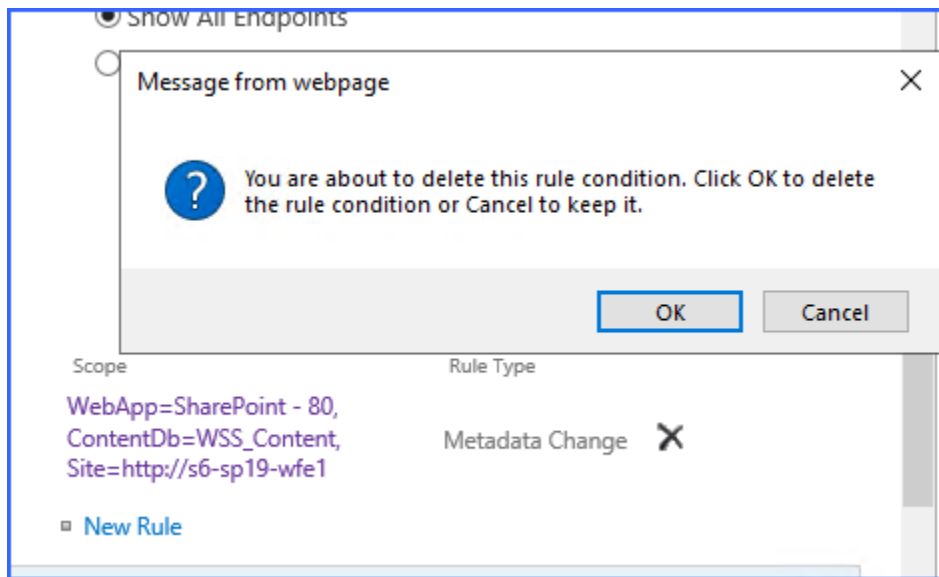 Show All Endpoints
Message from webpage
You are about to delete this rule condition. Click OK to delete
the rule condition or Cancel to keep it.
OK
Cancel
Scope
Rule Type
WebApp=SharePoint - 80,
ContentDb=WSS_Content,
Site=http://s6-sp19-wfe1
Metadata Change
New Rule